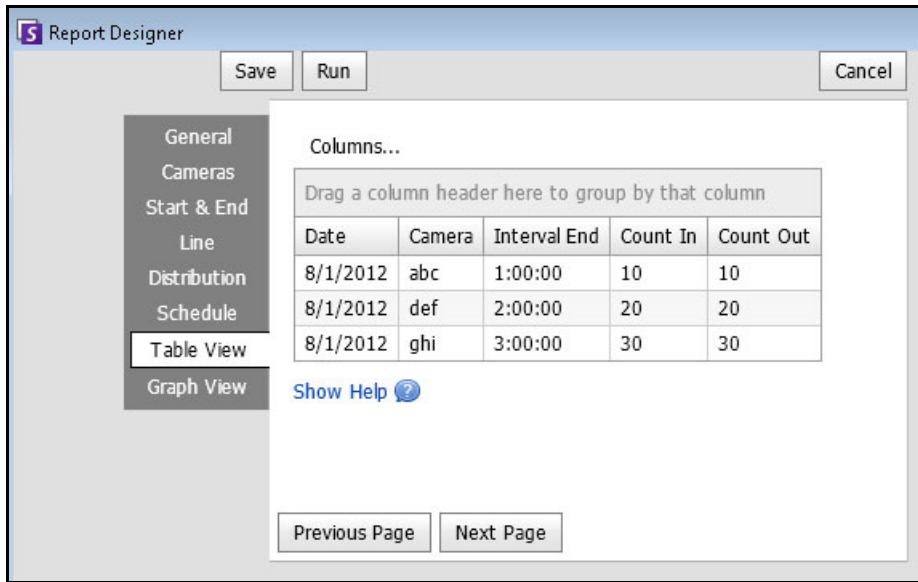 Report Designer
Save Run Cancel
General
Cameras
Start & End
Line
Distribution
Schedule
Table View
Graph View
Columns...
Drag a column header here to group by that column
Date Camera Interval End Count In Count Out
8/1/2012 abc 1:00:00 10 10
8/1/2012 def 2:00:00 20 20
8/1/2012 ghi 3:00:00 30 30
Show Help ?
Previous Page Next Page